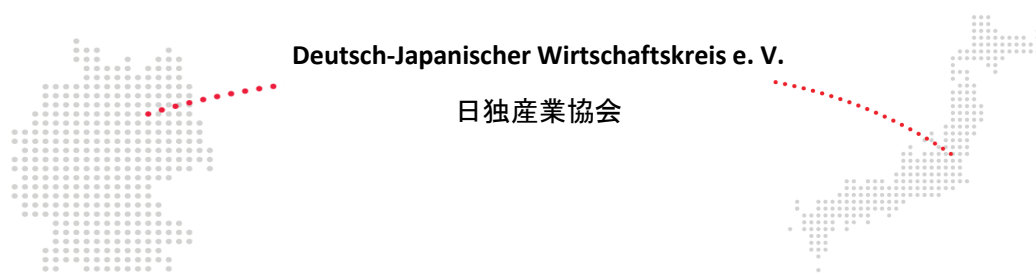 Deutsch-Japanischer Wirtschaftskreis e. V.
日独産業協会